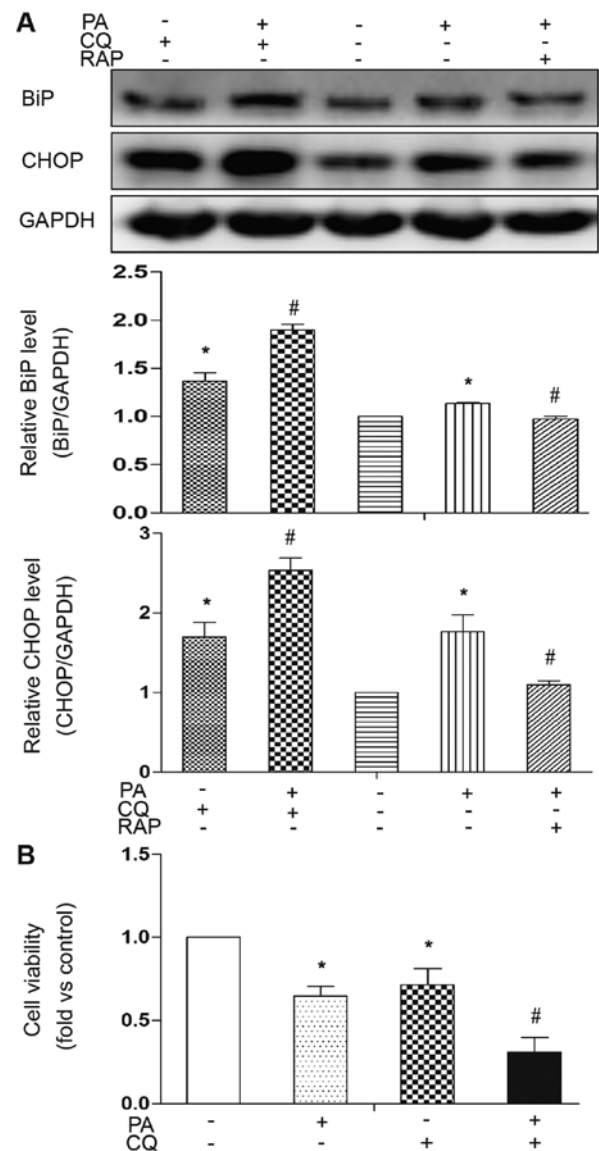 A
PA - + - + +
CQ + + - - -
RAP - - - - +
BiP
CHOP
GAPDH
Relative BiP level
(BiP/GAPDH)
2.5
2.0
1.5
1.0
0.5
0.0
* # * #
Relative CHOP level
(CHOP/GAPDH)
3
2
1
0
* # * #
PA - + - + +
CQ + + - - -
RAP - - - - +
B
Cell viability
(fold vs control)
1.5
1.0
0.5
0.0
* * #
PA - + - +
CQ - - + +